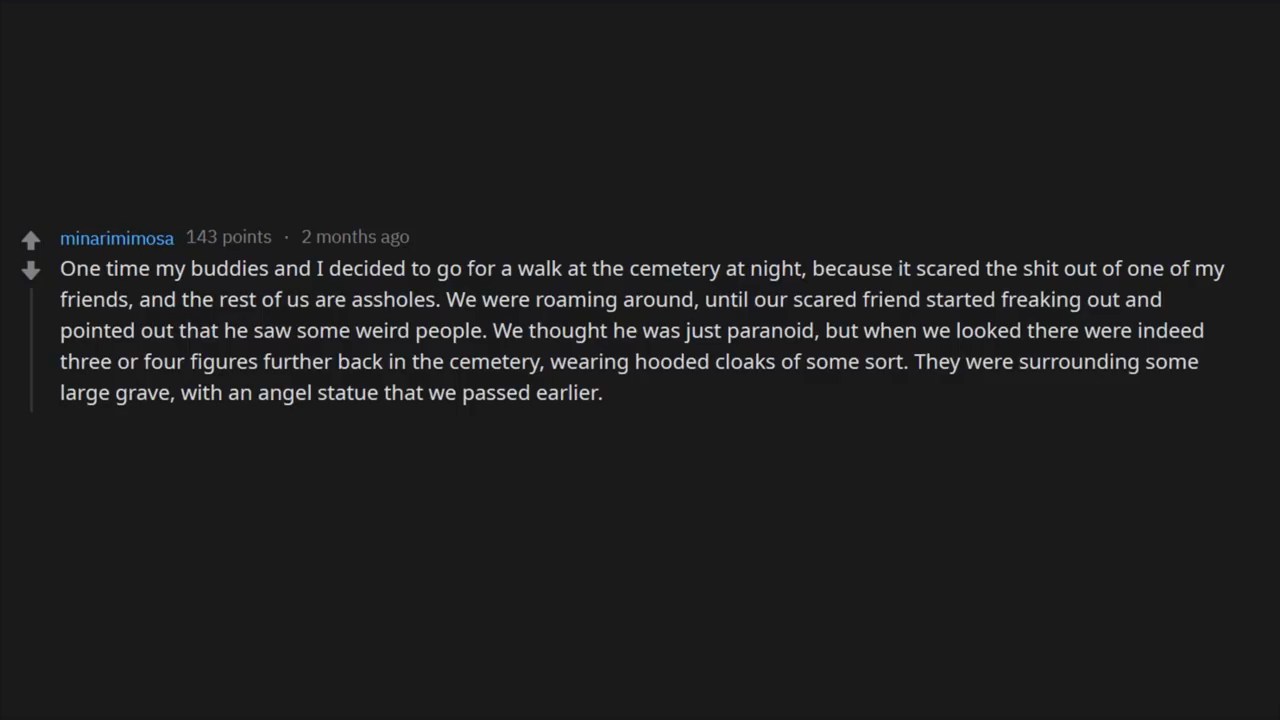 minarimimosa 143 points · 2 months ago
One time my buddies and I decided to go for a walk at the cemetery at night, because it scared the shit out of one of my
friends, and the rest of us are assholes. We were roaming around, until our scared friend started freaking out and
pointed out that he saw some weird people. We thought he was just paranoid, but when we looked there were indeed
three or four figures further back in the cemetery, wearing hooded cloaks of some sort. They were surrounding some
large grave, with an angel statue that we passed earlier.